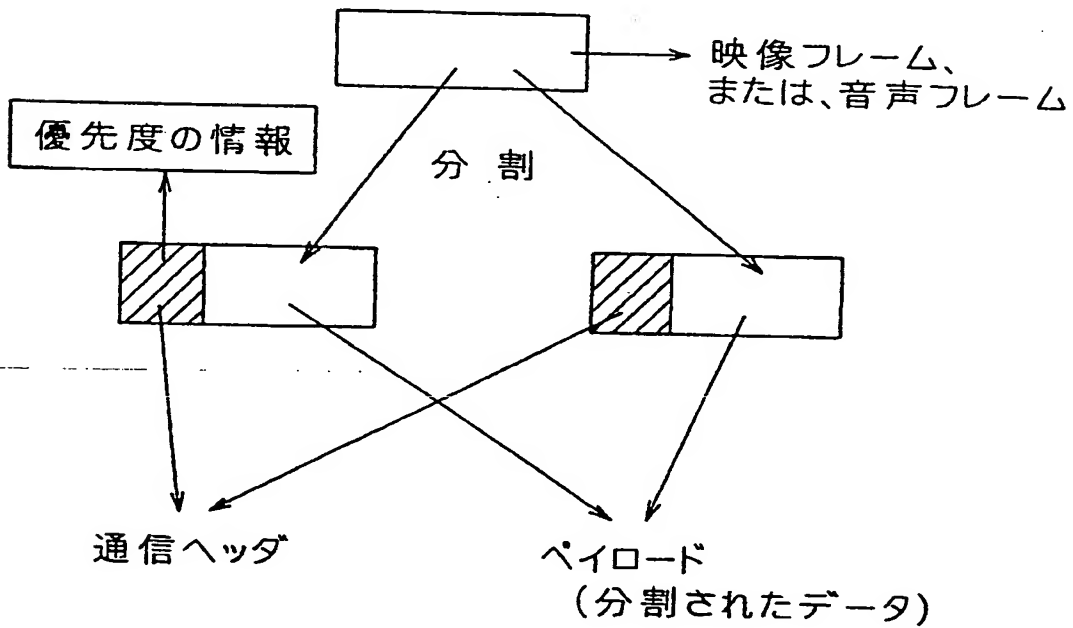 映像フレーム、
または、音声フレーム
優先度の情報
分割
通信ヘッダ
ペイロード
(分割されたデータ)